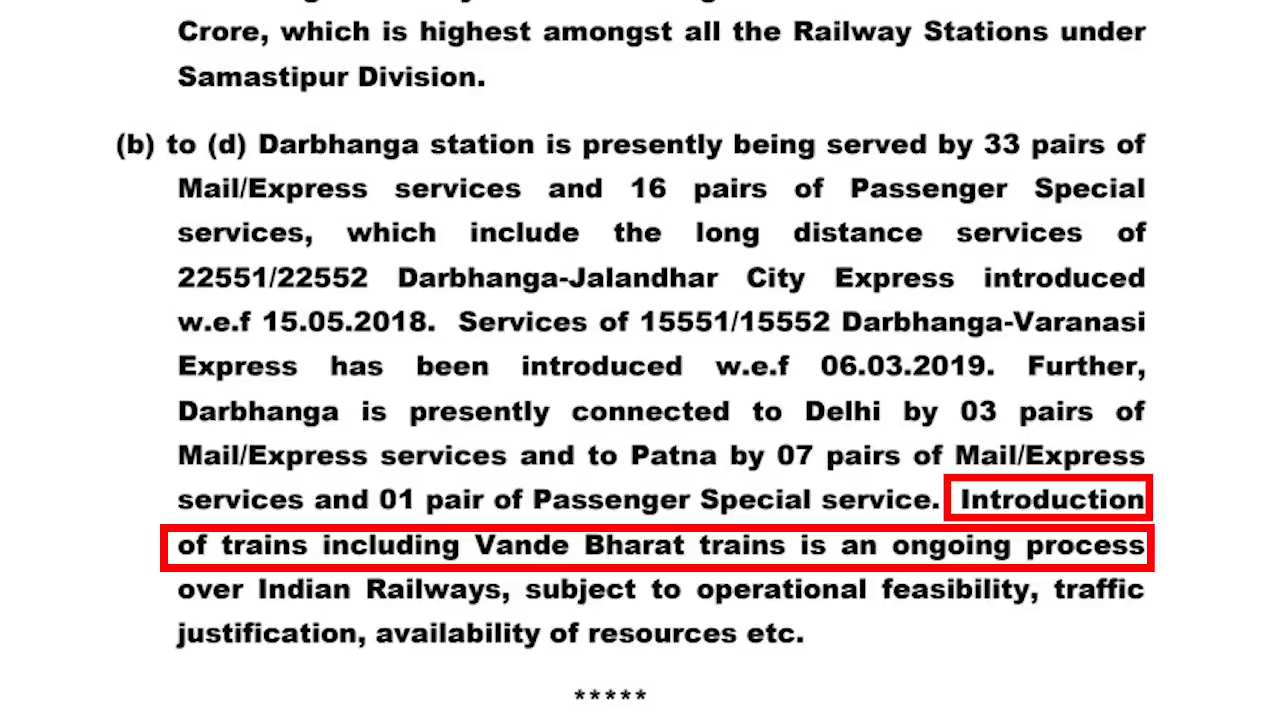 Crore, which is highest amongst all the Railway Stations under
Samastipur Division.
(b) to (d) Darbhanga station is presently being served by 33 pairs of
Mail/Express services and 16 pairs of Passenger Special
services, which include the long distance services of
22551/22552 Darbhanga-Jalandhar City Express introduced
w.e.f 15.05.2018. Services of 15551/15552 Darbhanga-Varanasi
Express has been introduced w.e.f 06.03.2019. Further,
Darbhanga is presently connected to Delhi by 03 pairs of
Mail/Express services and to Patna by 07 pairs of Mail/Express
services and 01 pair of Passenger Special service. Introduction
of trains including Vande Bharat trains is an ongoing process
over Indian Railways, subject to operational feasibility, traffic
justification, availability of resources etc.
*****